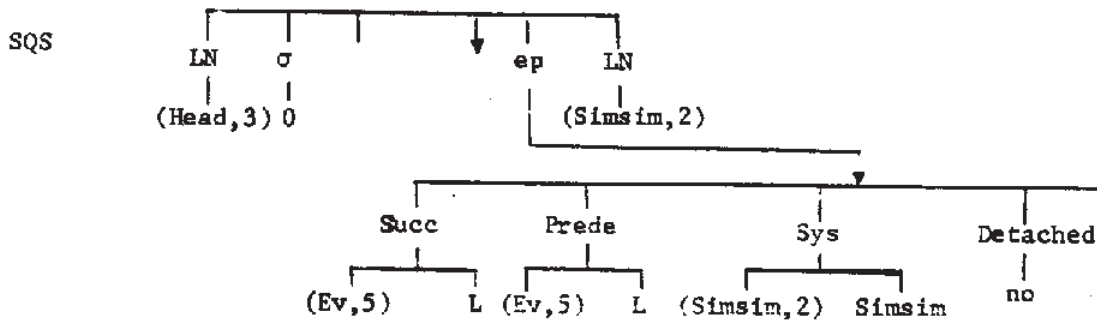 SQS
LN σ ep LN
(Head,3) 0 (Simsim,2)
Succ Prede Sys Detached
(Ev,5) L (Ev,5) L (Simsim,2) Simsim no